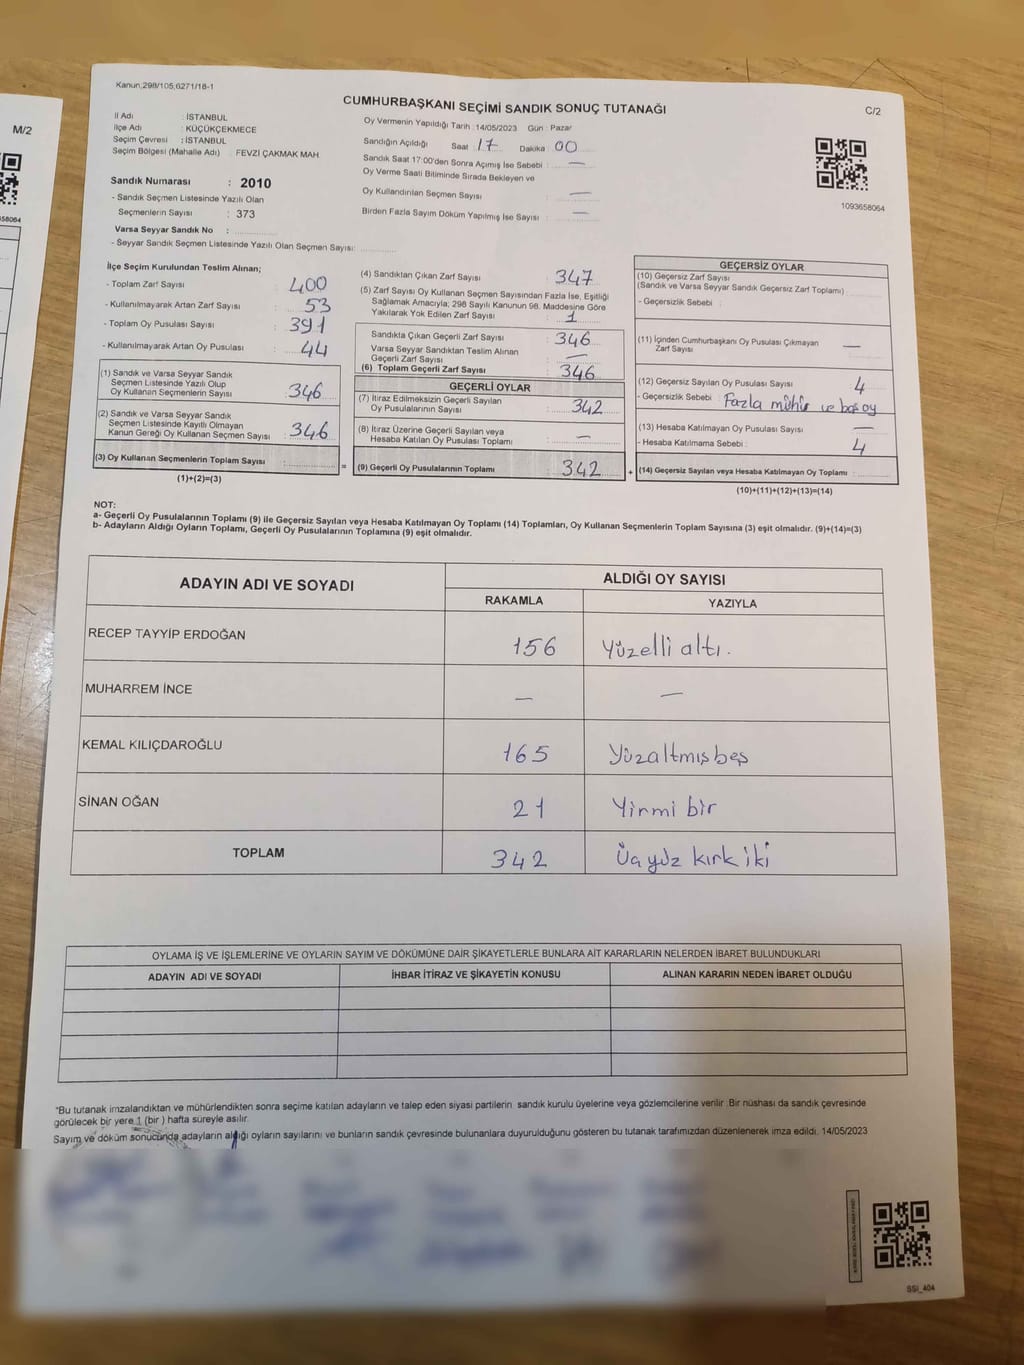 M/2
Kanun,298/105,6271/18-1
CUMHURBAŞKANI SEÇİMİ SANDIK SONUÇ TUTANAĞI
C/2
İl Adı : İSTANBUL
İlçe Adı : KÜÇÜKÇEKMECE
Seçim Çevresi : İSTANBUL
Seçim Bölgesi (Mahalle Adı) : FEVZİ ÇAKMAK MAH.
Sandık Numarası : 2010
- Sandık Seçmen Listesinde Yazılı Olan
Seçmenlerin Sayısı : 373
Varsa Seyyar Sandık No :
- Seyyar Sandık Seçmen Listesinde Yazılı Olan Seçmen Sayısı:
Oy Vermenin Yapıldığı Tarih : 14/05/2023 Gün : Pazar
Sandığın Açıldığı Saat : 17 Dakika 00
Sandık Saat 17:00'den Sonra Açımış İse Sebebi : —
Oy Verme Saati Bitiminde Sırada Bekleyen ve
Oy Kullandırılan Seçmen Sayısı : —
Birden Fazla Sayım Döküm Yapılmış İse Sayısı : —
1093658064
İlçe Seçim Kurulundan Teslim Alınan;
- Toplam Zarf Sayısı : 400
- Kullanılmayarak Artan Zarf Sayısı : 53
- Toplam Oy Pusulası Sayısı : 391
- Kullanılmayarak Artan Oy Pusulası : 44
(1) Sandık ve Varsa Seyyar Sandık
Seçmen Listesinde Yazılı Olup
Oy Kullanan Seçmenlerin Sayısı : 346
(2) Sandık ve Varsa Seyyar Sandık
Seçmen Listesinde Kayıtlı Olmayan
Kanun Gereği Oy Kullanan Seçmen Sayısı : 346
(3) Oy Kullanan Seçmenlerin Toplam Sayısı :
(1)+(2)=(3)
(4) Sandıktan Çıkan Zarf Sayısı : 347
(5) Zarf Sayısı Oy Kullanan Seçmen Sayısından Fazla İse, Eşitliği
Sağlamak Amacıyla; 298 Sayılı Kanunun 98. Maddesine Göre
Yakılarak Yok Edilen Zarf Sayısı : 1
Sandıkta Çıkan Geçerli Zarf Sayısı : 346
Varsa Seyyar Sandıktan Teslim Alınan
Geçerli Zarf Sayısı : —
(6) Toplam Geçerli Zarf Sayısı : 346
GEÇERLİ OYLAR
(7) İtiraz Edilmeksizin Geçerli Sayılan
Oy Pusulalarının Sayısı : 342
(8) İtiraz Üzerine Geçerli Sayılan veya
Hesaba Katılan Oy Pusulası Toplamı : —
= (9) Geçerli Oy Pusulalarının Toplamı : 342 +
GEÇERSİZ OYLAR
(10) Geçersiz Zarf Sayısı
(Sandık ve Varsa Seyyar Sandık Geçersiz Zarf Toplamı)
- Geçersizlik Sebebi :
(11) İçinden Cumhurbaşkanı Oy Pusulası Çıkmayan
Zarf Sayısı : —
(12) Geçersiz Sayılan Oy Pusulası Sayısı : 4
- Geçersizlik Sebebi : Fazla mühür ve boş oy
(13) Hesaba Katılmayan Oy Pusulası Sayısı : —
- Hesaba Katılmama Sebebi : 4
(14) Geçersiz Sayılan veya Hesaba Katılmayan Oy Toplamı :
(10)+(11)+(12)+(13)=(14)
NOT:
a- Geçerli Oy Pusulalarının Toplamı (9) ile Geçersiz Sayılan veya Hesaba Katılmayan Oy Toplamı (14) Toplamları, Oy Kullanan Seçmenlerin Toplam Sayısına (3) eşit olmalıdır. (9)+(14)=(3)
b- Adayların Aldığı Oyların Toplamı, Geçerli Oy Pusulalarının Toplamına (9) eşit olmalıdır.
ADAYIN ADI VE SOYADI
ALDIĞI OY SAYISI
RAKAMLA YAZIYLA
RECEP TAYYİP ERDOĞAN 156 Yüzelli altı.
MUHARREM İNCE — —
KEMAL KILIÇDAROĞLU 165 Yüzaltmışbeş
SİNAN OĞAN 21 Yirmi bir
TOPLAM 342 Üçyüz kırk iki
OYLAMA İŞ VE İŞLEMLERİNE VE OYLARIN SAYIM VE DÖKÜMÜNE DAİR ŞİKAYETLERLE BUNLARA AİT KARARLARIN NELERDEN İBARET BULUNDUKLARI
ADAYIN ADI VE SOYADI İHBAR İTİRAZ VE ŞİKAYETİN KONUSU ALINAN KARARIN NEDEN İBARET OLDUĞU
*Bu tutanak imzalandıktan ve mühürlendikten sonra seçime katılan adayların ve talep eden siyasi partilerin sandık kurulu üyelerine veya gözlemcilerine verilir. Bir nüshası da sandık çevresinde
görülecek bir yere 1 (bir ) hafta süreyle asılır.
Sayım ve döküm sonucunda adayların aldığı oyların sayılarını ve bunların sandık çevresinde bulunanlara duyurulduğunu gösteren bu tutanak tarafımızdan düzenlenerek imza edildi. 14/05/2023
SSI_404